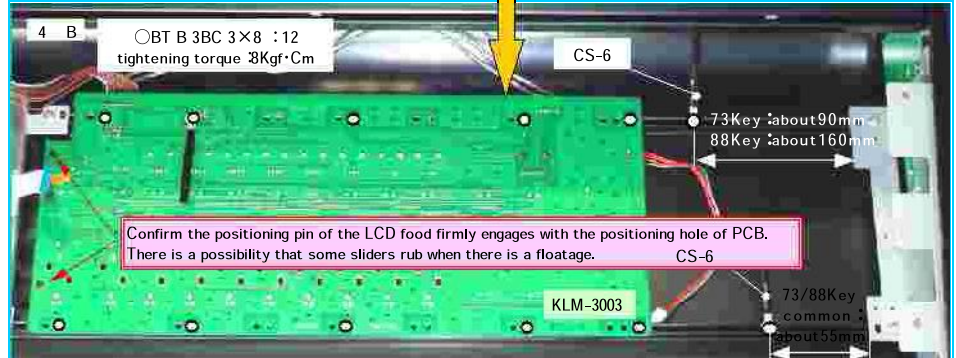 4 B
○BT B 3BC 3×8 :12
tightening torque :8Kgf·Cm
CS-6
73Key :about90mm
88Key :about160mm
Confirm the positioning pin of the LCD food firmly engages with the positioning hole of PCB.
There is a possibility that some sliders rub when there is a floatage. CS-6
KLM-3003
73/88Key
common :
about55mm